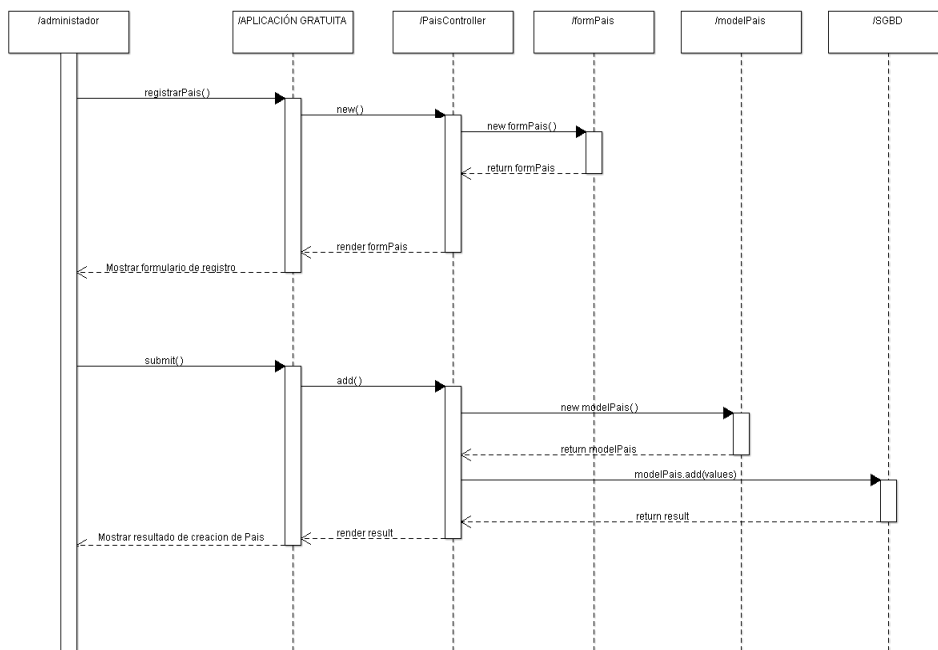 /administador
/APLICACIÓN GRATUITA
/PaisController
/formPais
/modelPais
/SGBD
registrarPais()
new()
new formPais()
return formPais
render formPais
Mostrar formulario de registro
submit()
add()
new modelPais()
return modelPais
modelPais.add(values)
return result
render result
Mostrar resultado de creacion de Pais